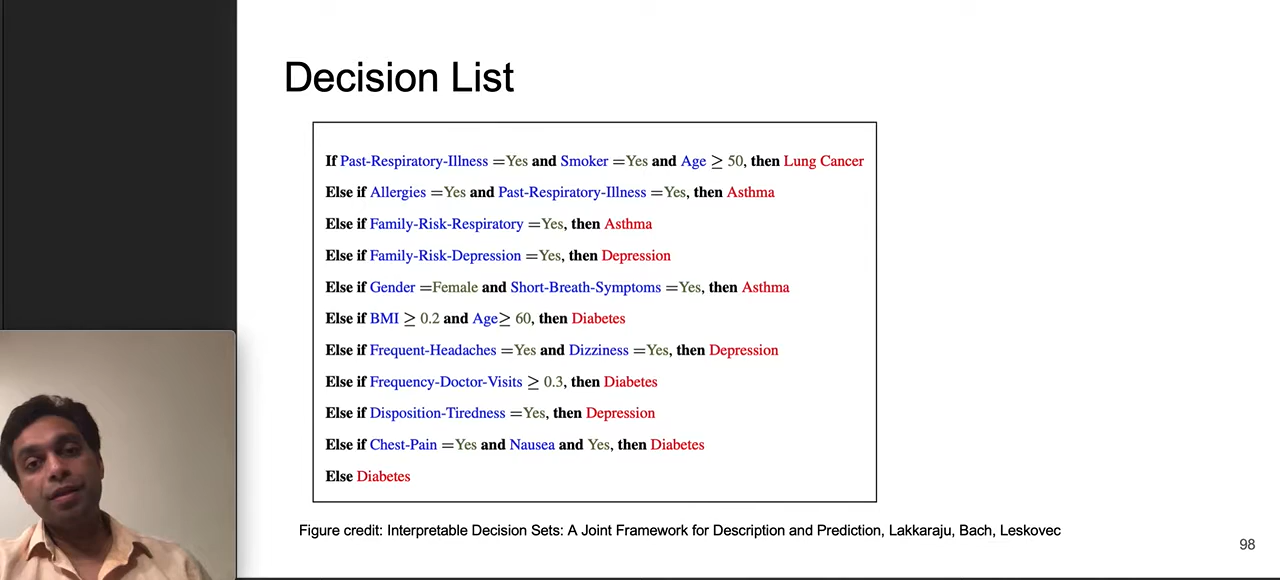 Decision List
If Past-Respiratory-Illness =Yes and Smoker =Yes and Age ≥ 50, then Lung Cancer
Else if Allergies =Yes and Past-Respiratory-Illness =Yes, then Asthma
Else if Family-Risk-Respiratory =Yes, then Asthma
Else if Family-Risk-Depression =Yes, then Depression
Else if Gender =Female and Short-Breath-Symptoms =Yes, then Asthma
Else if BMI ≥ 0.2 and Age≥ 60, then Diabetes
Else if Frequent-Headaches =Yes and Dizziness =Yes, then Depression
Else if Frequency-Doctor-Visits ≥ 0.3, then Diabetes
Else if Disposition-Tiredness =Yes, then Depression
Else if Chest-Pain =Yes and Nausea and Yes, then Diabetes
Else Diabetes
Figure credit: Interpretable Decision Sets: A Joint Framework for Description and Prediction, Lakkaraju, Bach, Leskovec
98